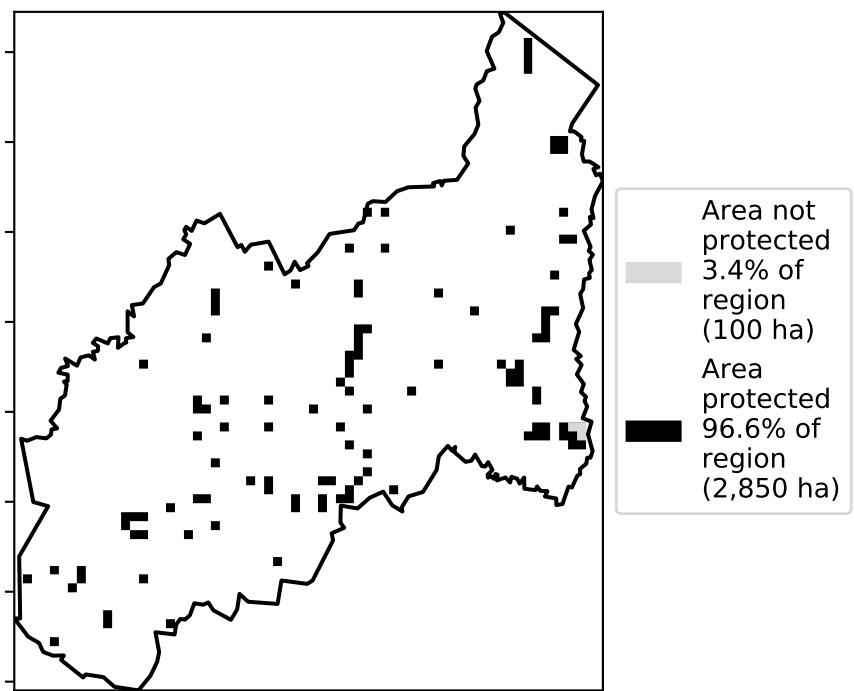 Area not
protected
3.4% of
region
(100 ha)
Area
protected
96.6% of
region
(2,850 ha)